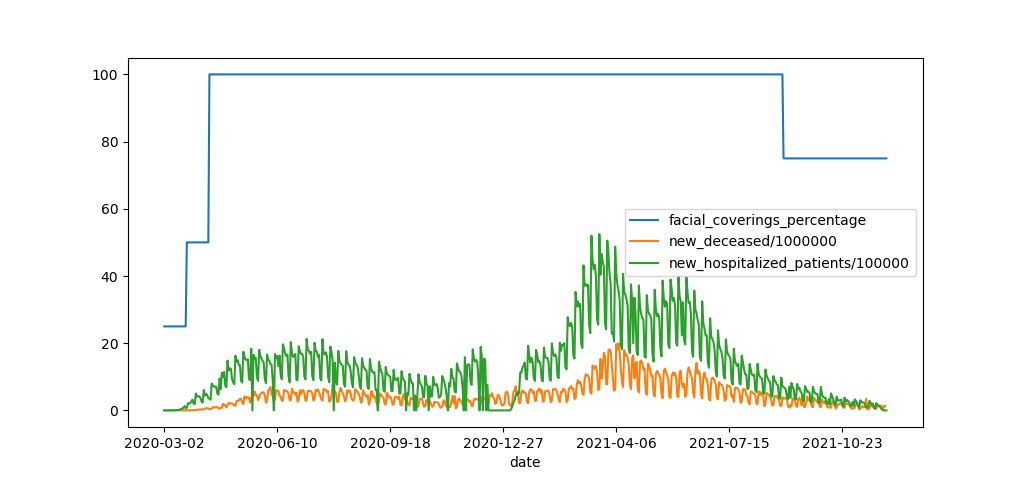 100
80
60
40
20
0
facial_coverings_percentage
new_deceased/1000000
new_hospitalized_patients/100000
2020-03-02 2020-06-10 2020-09-18 2020-12-27 2021-04-06 2021-07-15 2021-10-23
date